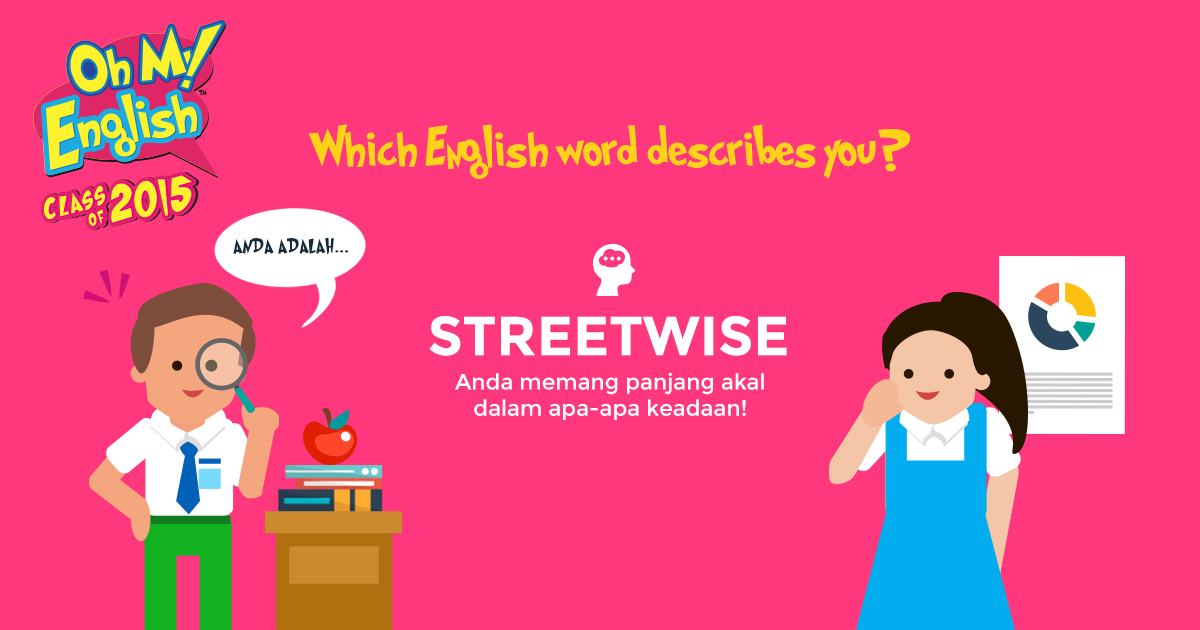 Oh My!
English™
CLASS
OF 2015
Which English word describes you?
ANDA ADALAH...
STREETWISE
Anda memang panjang akal
dalam apa-apa keadaan!